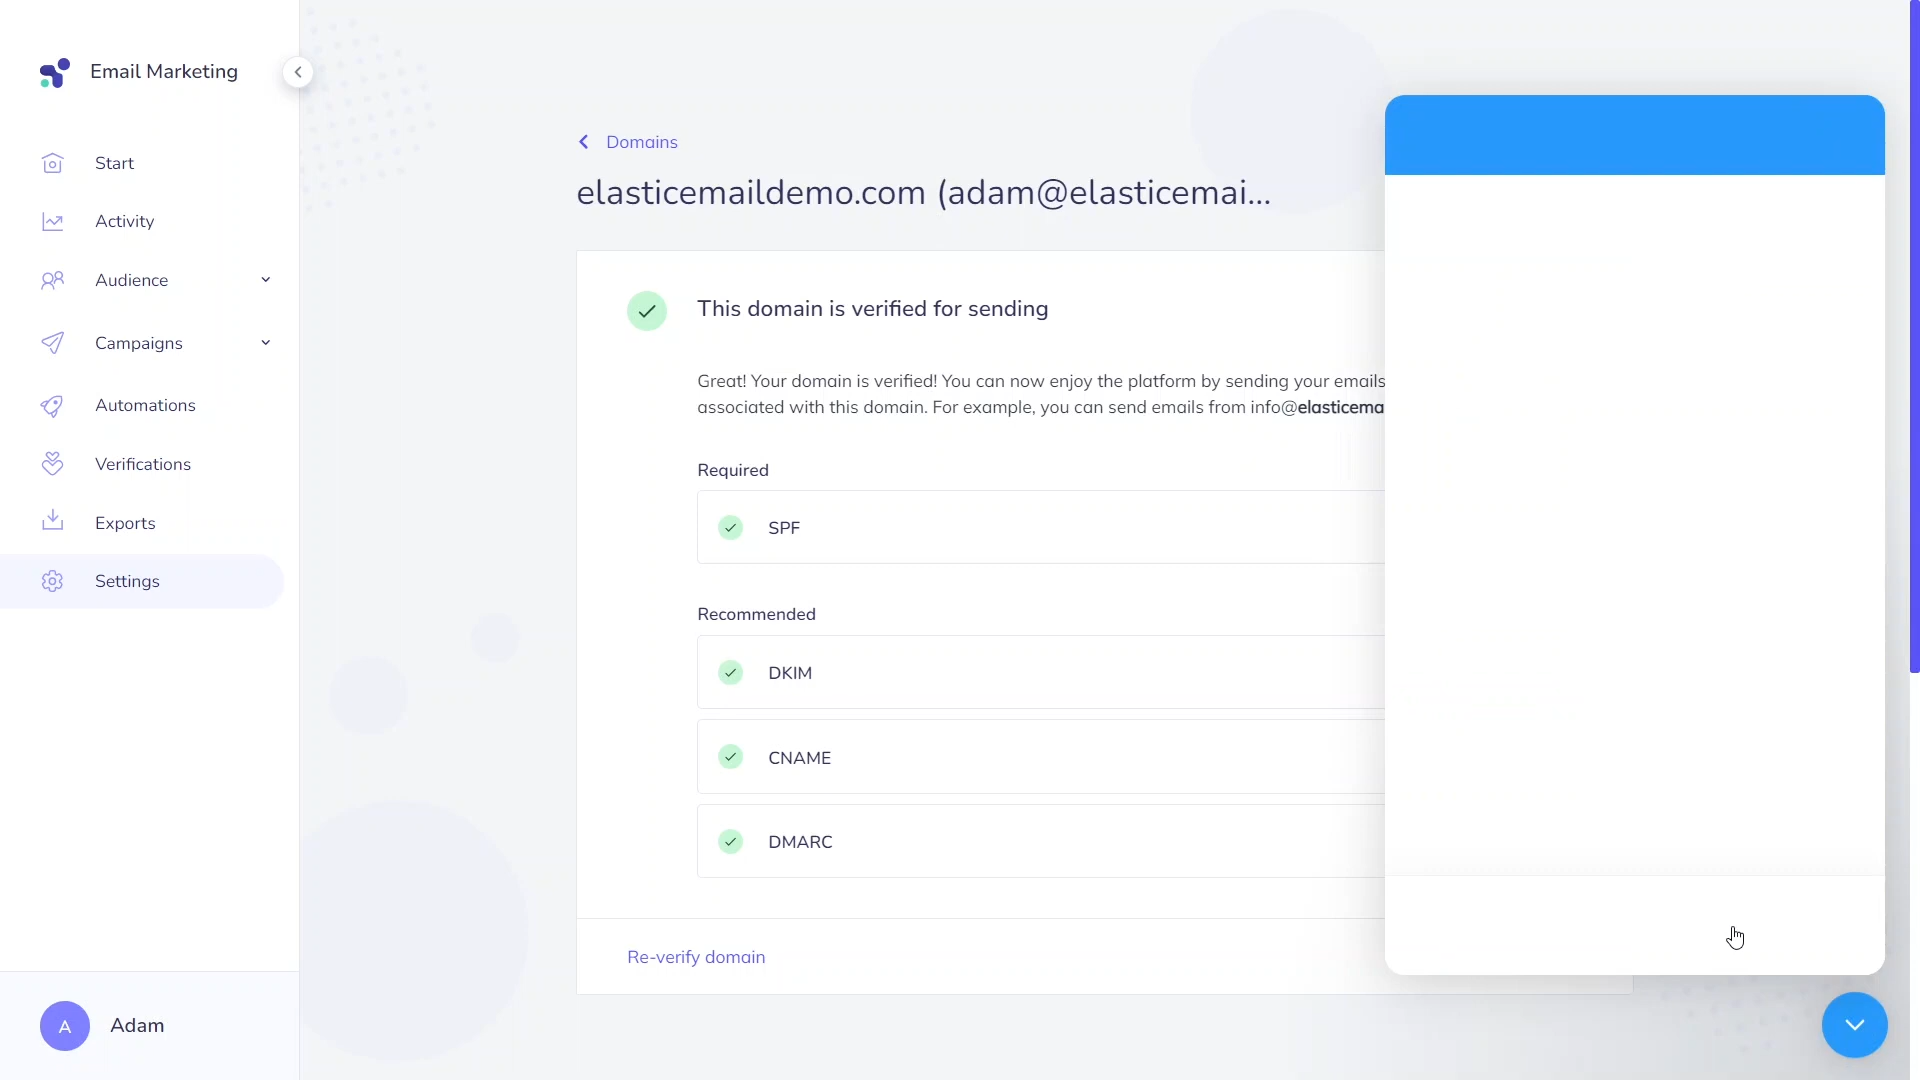 Email Marketing
Start
Activity
Audience
Campaigns
Automations
Verifications
Exports
Settings
A
Adam
Domains
elasticemaildemo.com (adam@elasticemai...
This domain is verified for sending
Great! Your domain is verified! You can now enjoy the platform by sending your emails
associated with this domain. For example, you can send emails from info@elasticema
Required
SPF
Recommended
DKIM
CNAME
DMARC
Re-verify domain